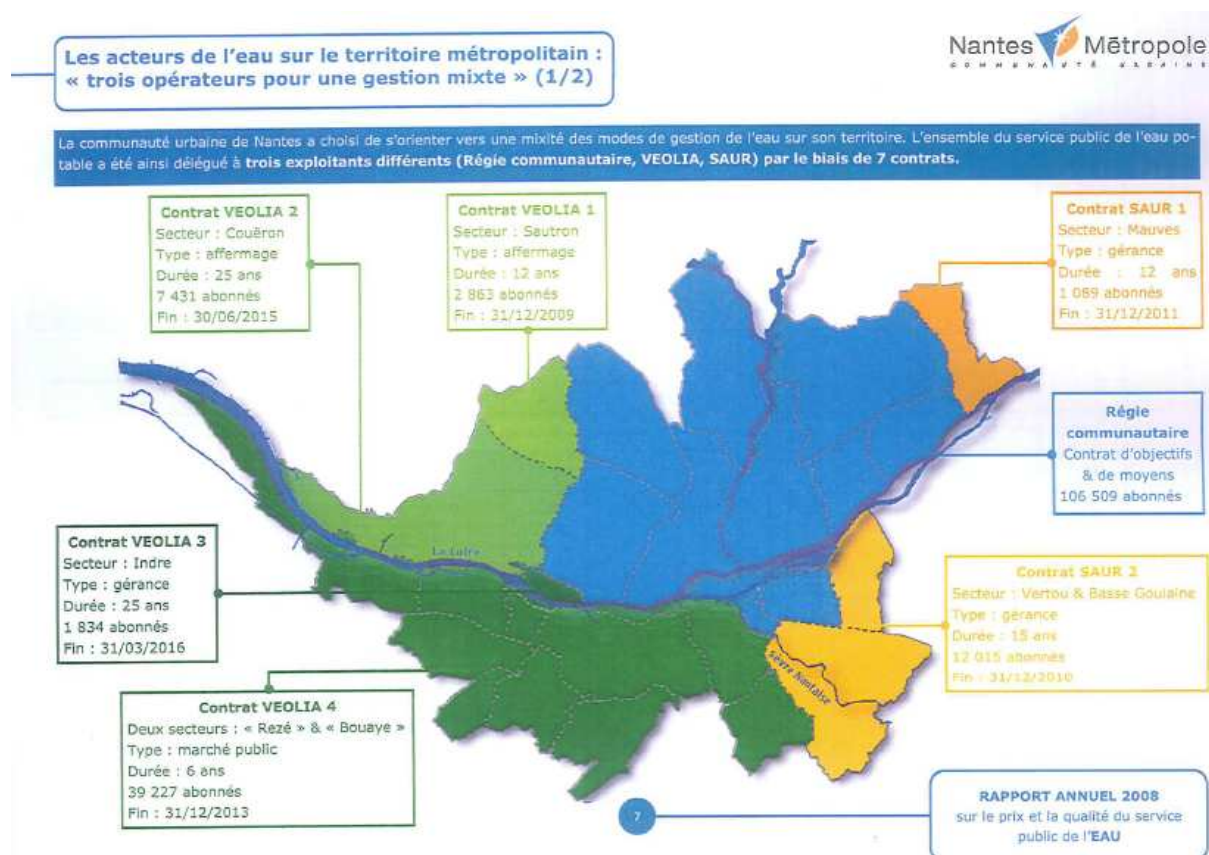 Les acteurs de l'eau sur le territoire métropolitain :
« trois opérateurs pour une gestion mixte » (1/2)
Nantes Métropole
COMMUNAUTÉ URBAINE
La communauté urbaine de Nantes a choisi de s'orienter vers une mixité des modes de gestion de l'eau sur son territoire. L'ensemble du service public de l'eau po-
table a été ainsi délégué à trois exploitants différents (Régie communautaire, VEOLIA, SAUR) par le biais de 7 contrats.
Contrat VEOLIA 2
Secteur : Couëron
Type : affermage
Durée : 25 ans
7 431 abonnés
Fin : 30/06/2015
Contrat VEOLIA 1
Secteur : Sautron
Type : affermage
Durée : 12 ans
2 863 abonnés
Fin : 31/12/2009
Contrat SAUR 1
Secteur : Mauves
Type : gérance
Durée : 12 ans
1 089 abonnés
Fin : 31/12/2011
Régie
communautaire
Contrat d'objectifs
& de moyens
106 509 abonnés
La Loire
Contrat VEOLIA 3
Secteur : Indre
Type : gérance
Durée : 25 ans
1 834 abonnés
Fin : 31/03/2016
Contrat SAUR 2
Secteur : Vertou & Basse Goulaine
Type : gérance
Durée : 15 ans
12 015 abonnés
Fin : 31/12/2010
Sèvre Nantaise
Contrat VEOLIA 4
Deux secteurs : « Rezé » & « Bouaye »
Type : marché public
Durée : 6 ans
39 227 abonnés
Fin : 31/12/2013
7
RAPPORT ANNUEL 2008
sur le prix et la qualité du service
public de l'EAU